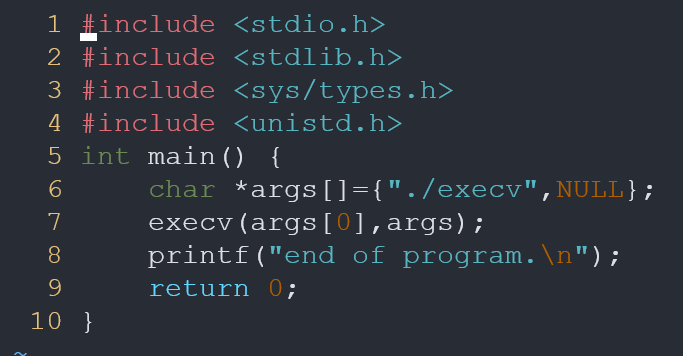 1 #include <stdio.h>
2 #include <stdlib.h>
3 #include <sys/types.h>
4 #include <unistd.h>
5 int main() {
6     char *args[]={"./execv",NULL};
7     execv(args[0],args);
8     printf("end of program.\n");
9     return 0;
10 }
~